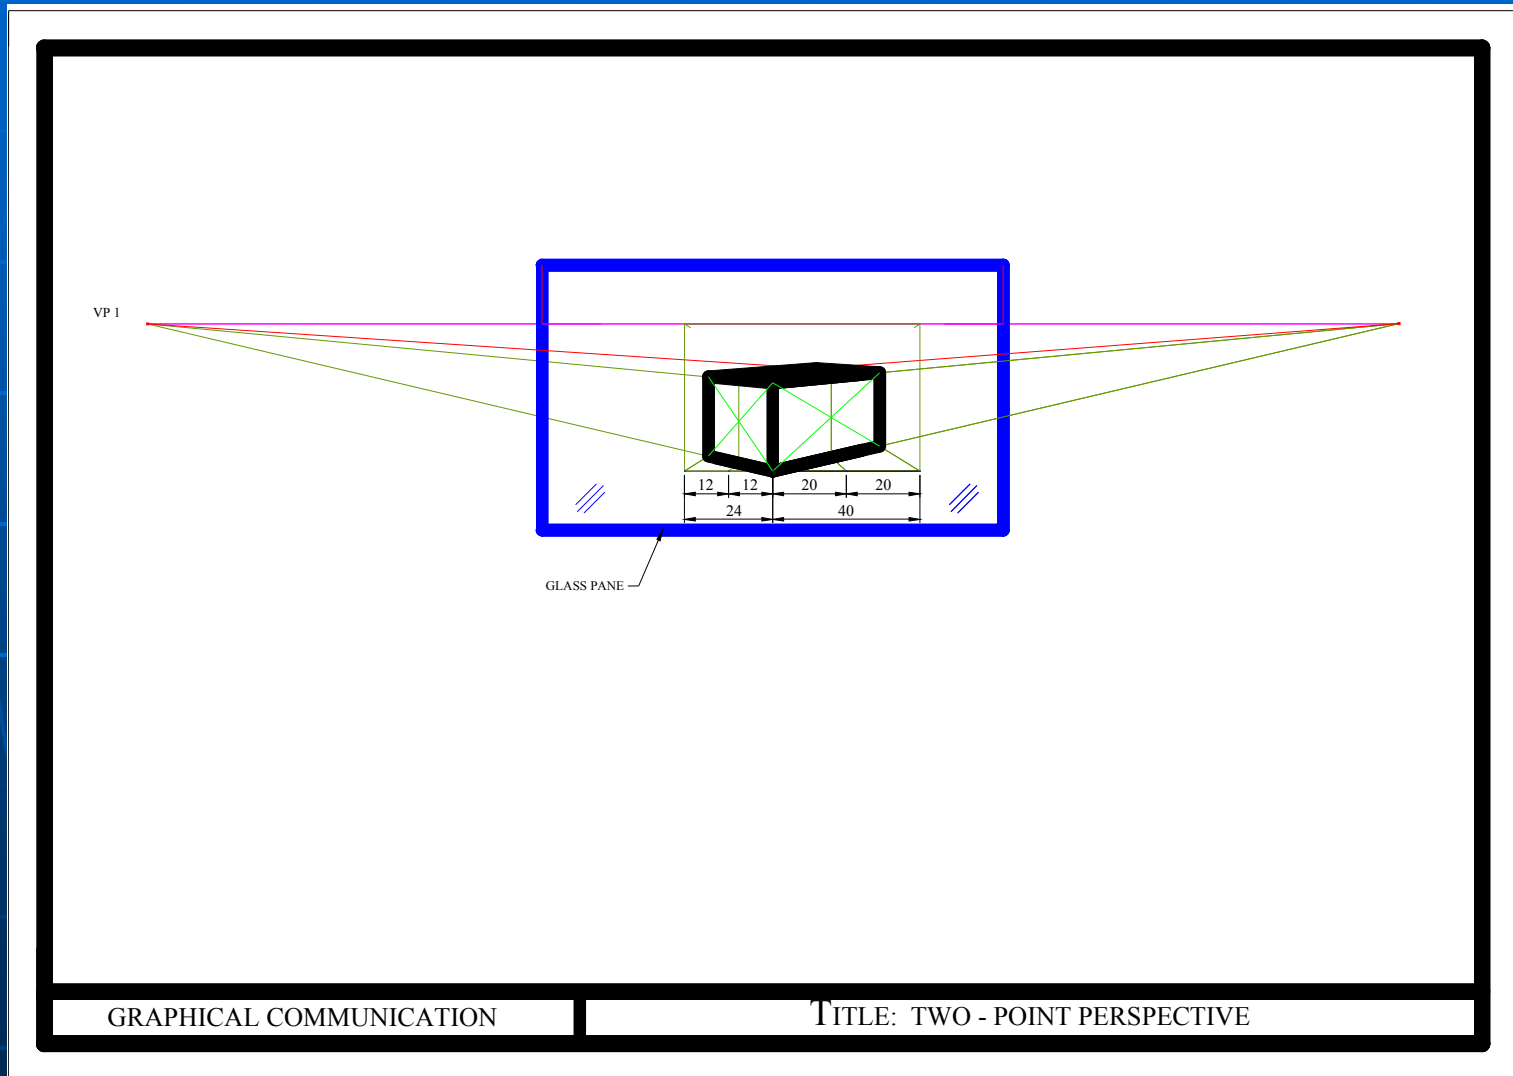 VP 1
12 12 20 20
24 40
GLASS PANE
GRAPHICAL COMMUNICATION
TITLE: TWO - POINT PERSPECTIVE